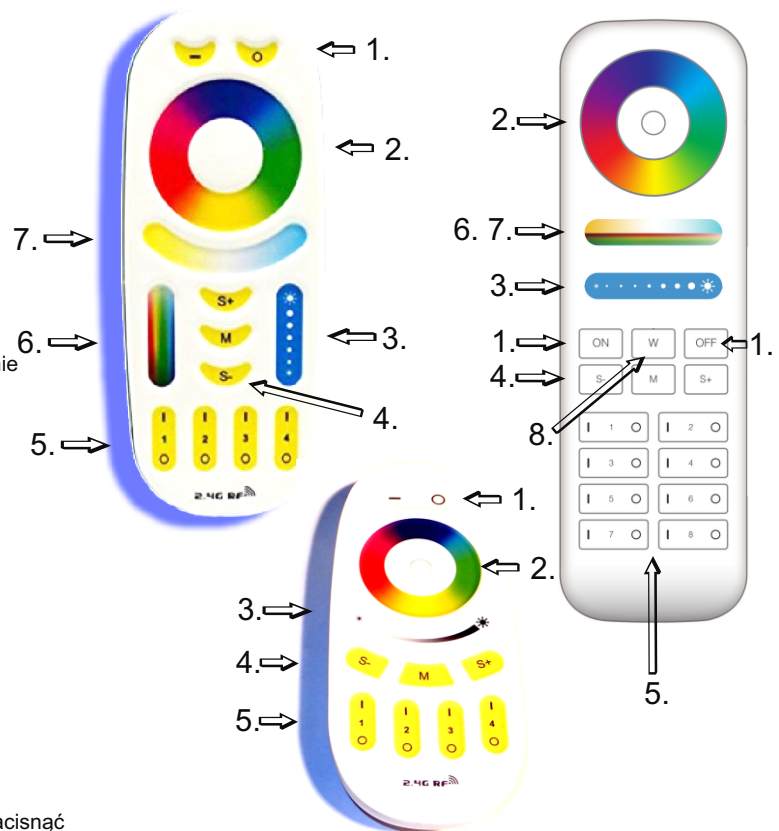 1.
2.
7.
6.
3.
4.
5.
S+
M
S-
1 2 3 4
2.4G RF
nie
2.
6. 7.
3.
1.
ON W OFF
1.
4.
S- M S+
8.
I 1 O I 2 O
I 3 O I 4 O
I 5 O I 6 O
I 7 O I 8 O
5.
1.
2.
3.
4.
S- M S+
5.
1 2 3 4
2.4G RF
acisnąć